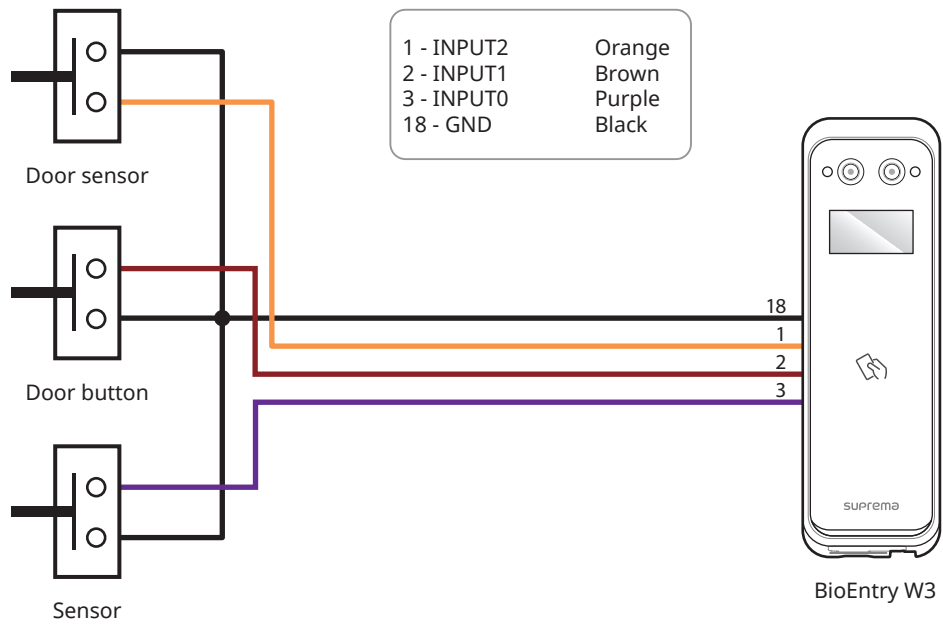 1 - INPUT2 Orange
2 - INPUT1 Brown
3 - INPUT0 Purple
18 - GND Black
Door sensor
Door button
18
1
2
3
suprema
BioEntry W3
Sensor